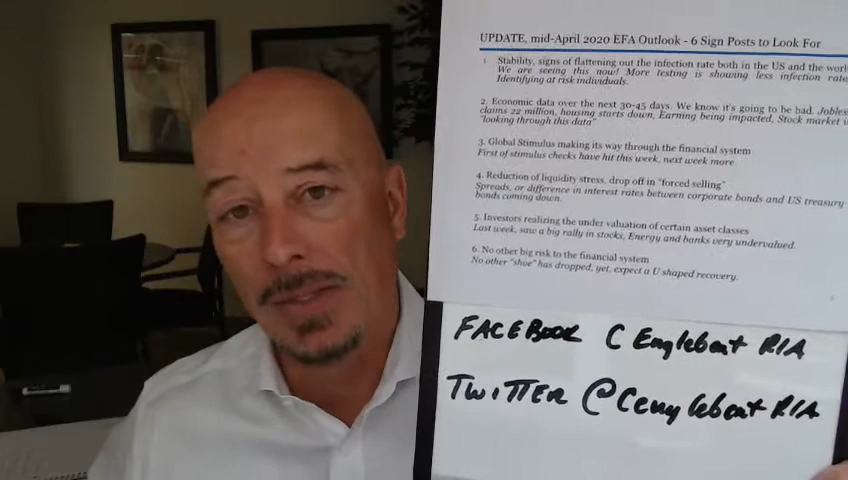 UPDATE, mid-April 2020 EFA Outlook - 6 Sign Posts to Look For
1. Stability, signs of flattening out the infection rate both in the US and the
We are seeing this now! More testing is showing less infection
Identifying at risk individuals.
2. Economic data over the next 30-45 days. We know it's going to be bad.
claims 22 million, housing starts down, Earning being impacted, Stock market
"looking through this data"
3. Global Stimulus making its way through the financial system
First of stimulus checks have hit this week, next week more.
4. Reduction of liquidity stress, drop off in "forced selling"
Spreads, or difference in interest rates between corporate bonds and US treasury
bonds coming down.
5. Investors realizing the under valuation of certain asset classes
Last week, saw a big rally in stocks, Energy and banks very undervalued.
6. No other big risk to the financial system
No other "shoe" has dropped, yet, expect a U shaped recovery.
FACEBOOK C Englebert RIA
TWITTER @Cenglebert RIA